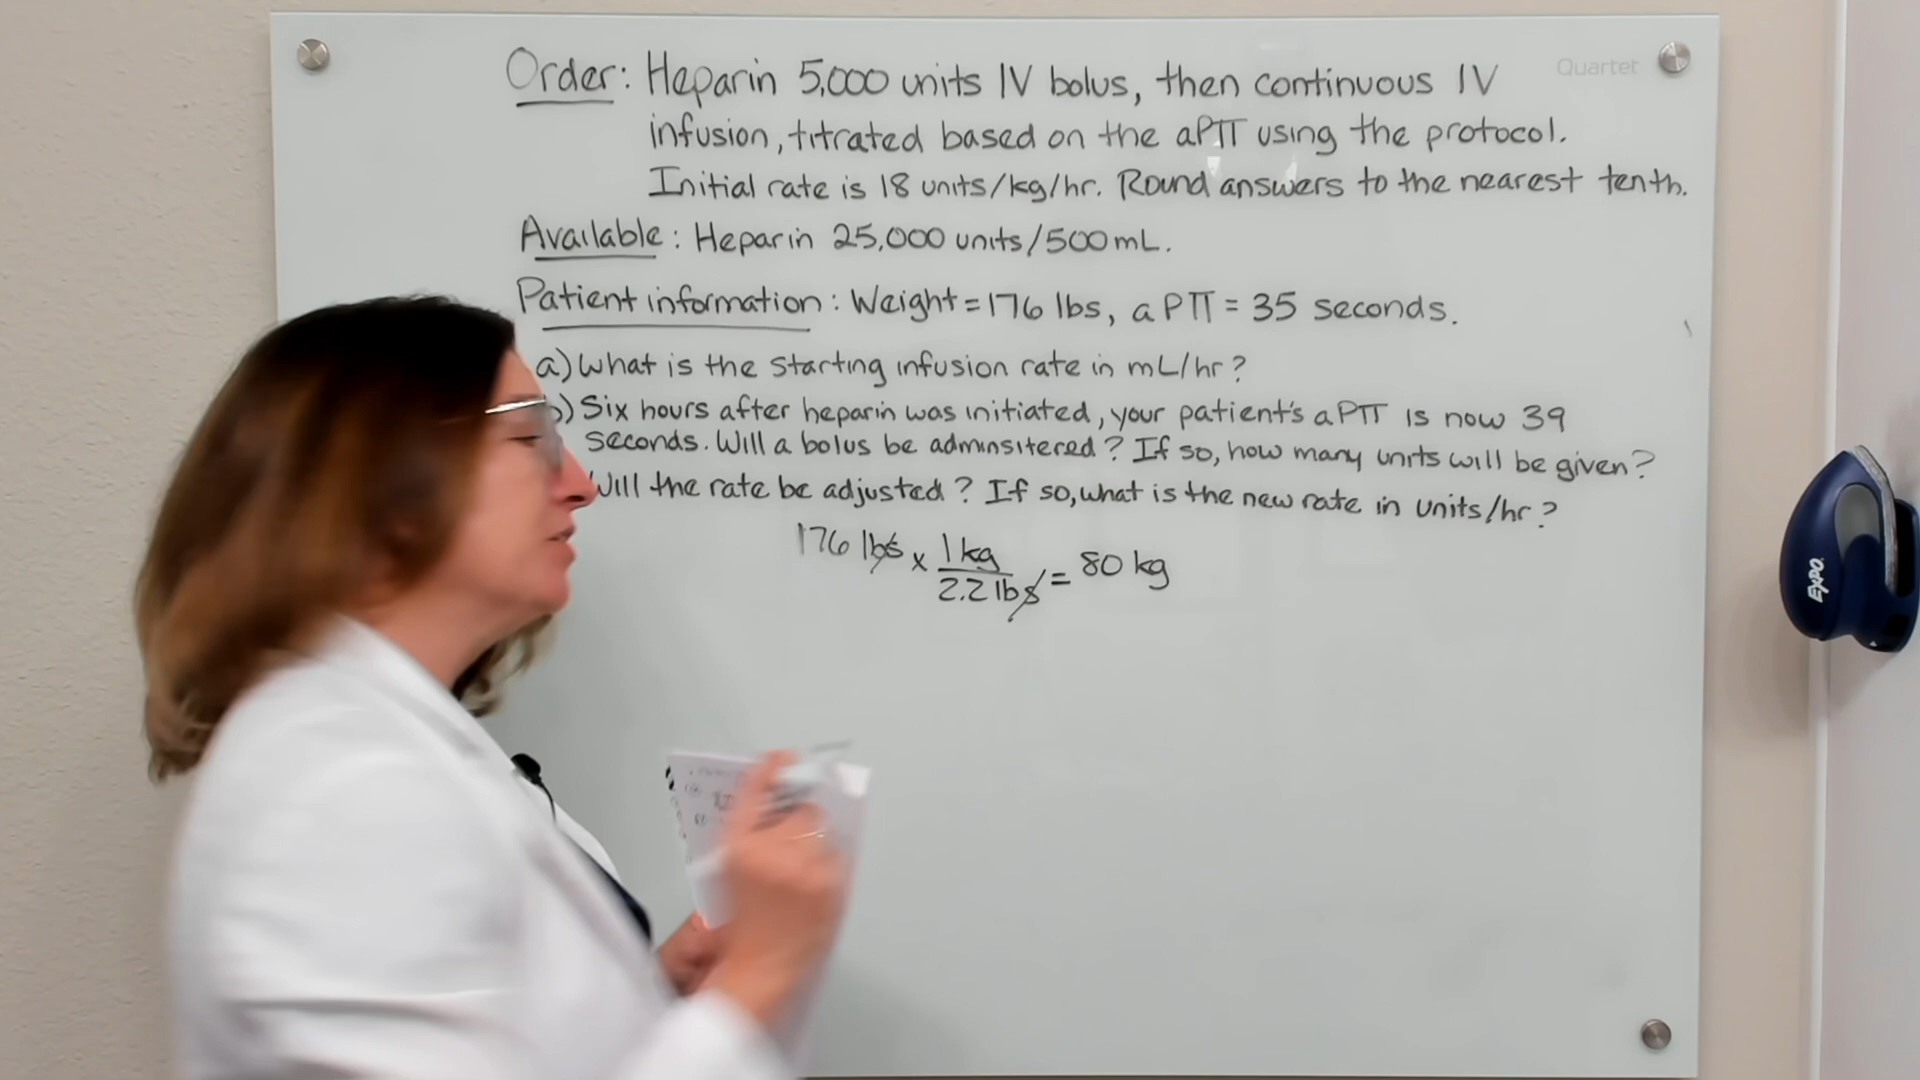 Quartet
Order: Heparin 5,000 units IV bolus, then continuous IV
infusion, titrated based on the aPTT using the protocol.
Initial rate is 18 units/kg/hr. Round answers to the nearest tenth.
Available: Heparin 25,000 units/500mL.
Patient information: Weight=176 lbs, aPTT = 35 seconds.
a) What is the starting infusion rate in mL/hr?
b) Six hours after heparin was initiated, your patient's aPTT is now 39
seconds. Will a bolus be adminsitered? If so, how many units will be given?
Will the rate be adjusted? If so, what is the new rate in units/hr?
176 lbs x 1 kg
2.2 lbs = 80 kg
EXPO